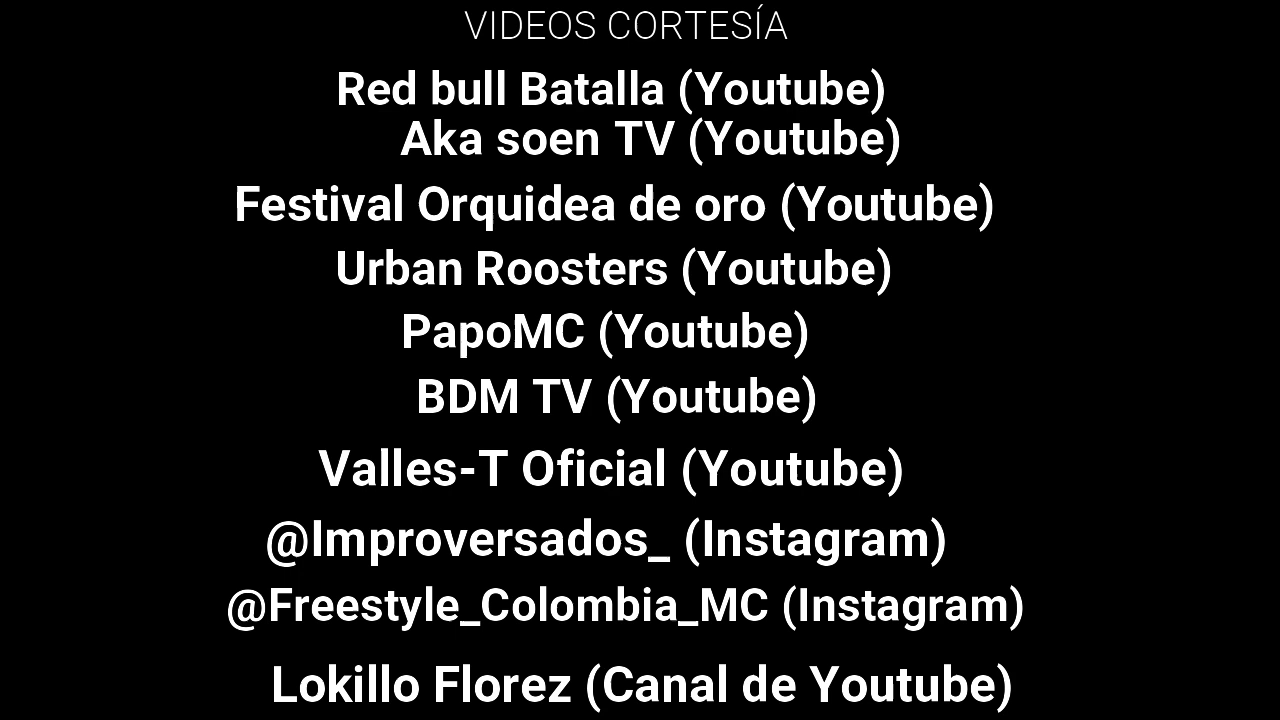 VIDEOS CORTESÍA
Red bull Batalla (Youtube)
Aka soen TV (Youtube)
Festival Orquidea de oro (Youtube)
Urban Roosters (Youtube)
PapoMC (Youtube)
BDM TV (Youtube)
Valles-T Oficial (Youtube)
@Improversados_ (Instagram)
@Freestyle_Colombia_MC (Instagram)
Lokillo Florez (Canal de Youtube)